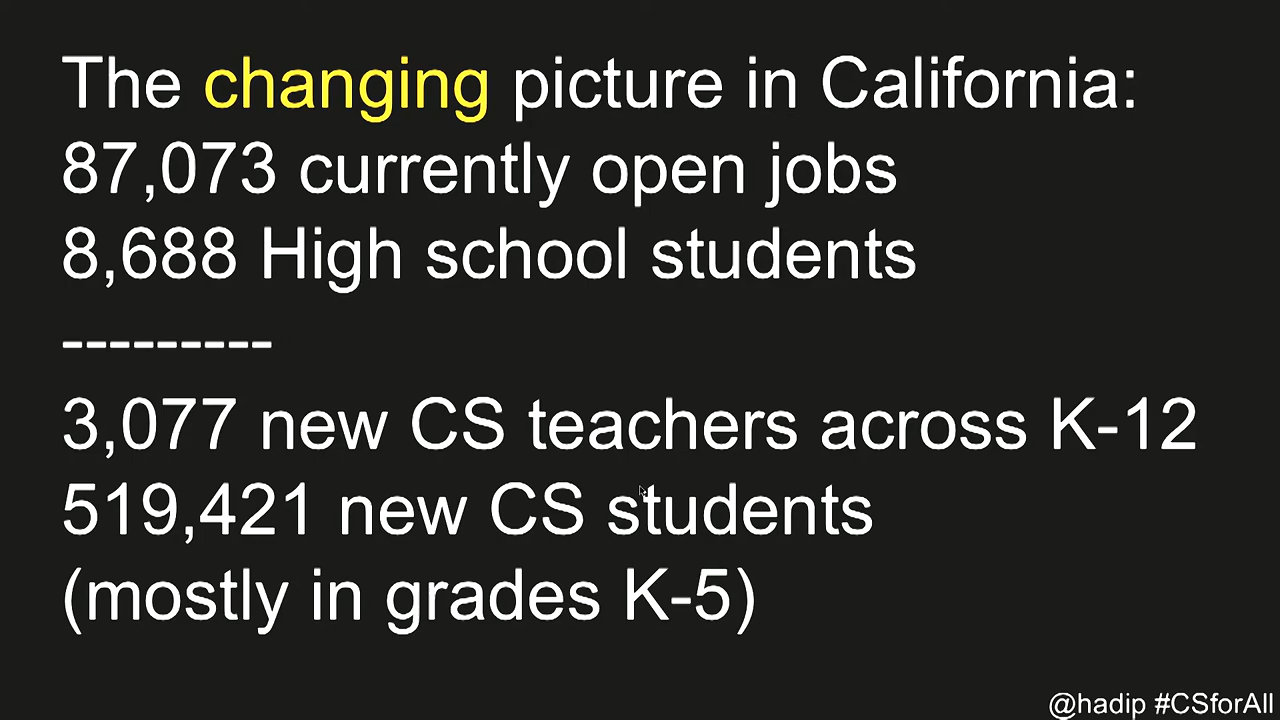 The changing picture in California:
87,073 currently open jobs
8,688 High school students
---------
3,077 new CS teachers across K-12
519,421 new CS students
(mostly in grades K-5)
@hadip #CSforAll